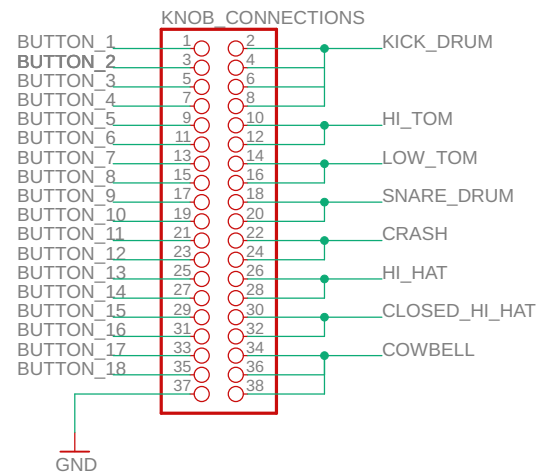 KNOB_CONNECTIONS
BUTTON_1 1 2 KICK_DRUM
BUTTON_2 3 4
BUTTON_3 5 6
BUTTON_4 7 8
BUTTON_5 9 10 HI_TOM
BUTTON_6 11 12
BUTTON_7 13 14 LOW_TOM
BUTTON_8 15 16
BUTTON_9 17 18 SNARE_DRUM
BUTTON_10 19 20
BUTTON_11 21 22 CRASH
BUTTON_12 23 24
BUTTON_13 25 26 HI_HAT
BUTTON_14 27 28
BUTTON_15 29 30 CLOSED_HI_HAT
BUTTON_16 31 32
BUTTON_17 33 34 COWBELL
BUTTON_18 35 36
37 38
GND